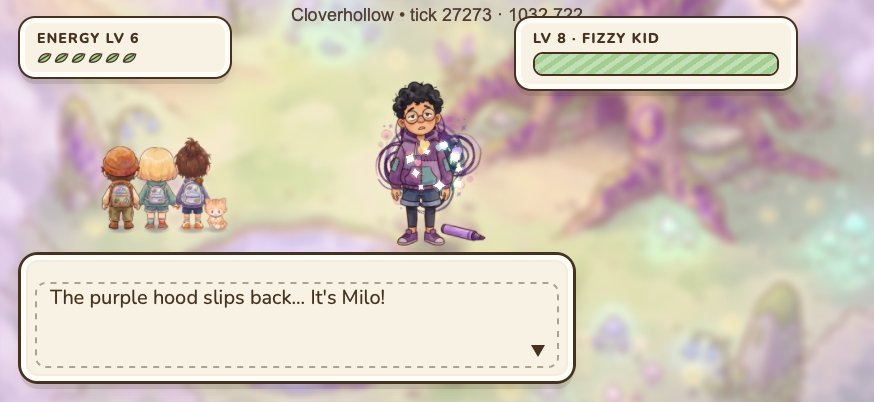 Cloverhollow • tick 27273 · 1032,722
ENERGY LV 6
LV 8 · FIZZY KID
The purple hood slips back... It's Milo!